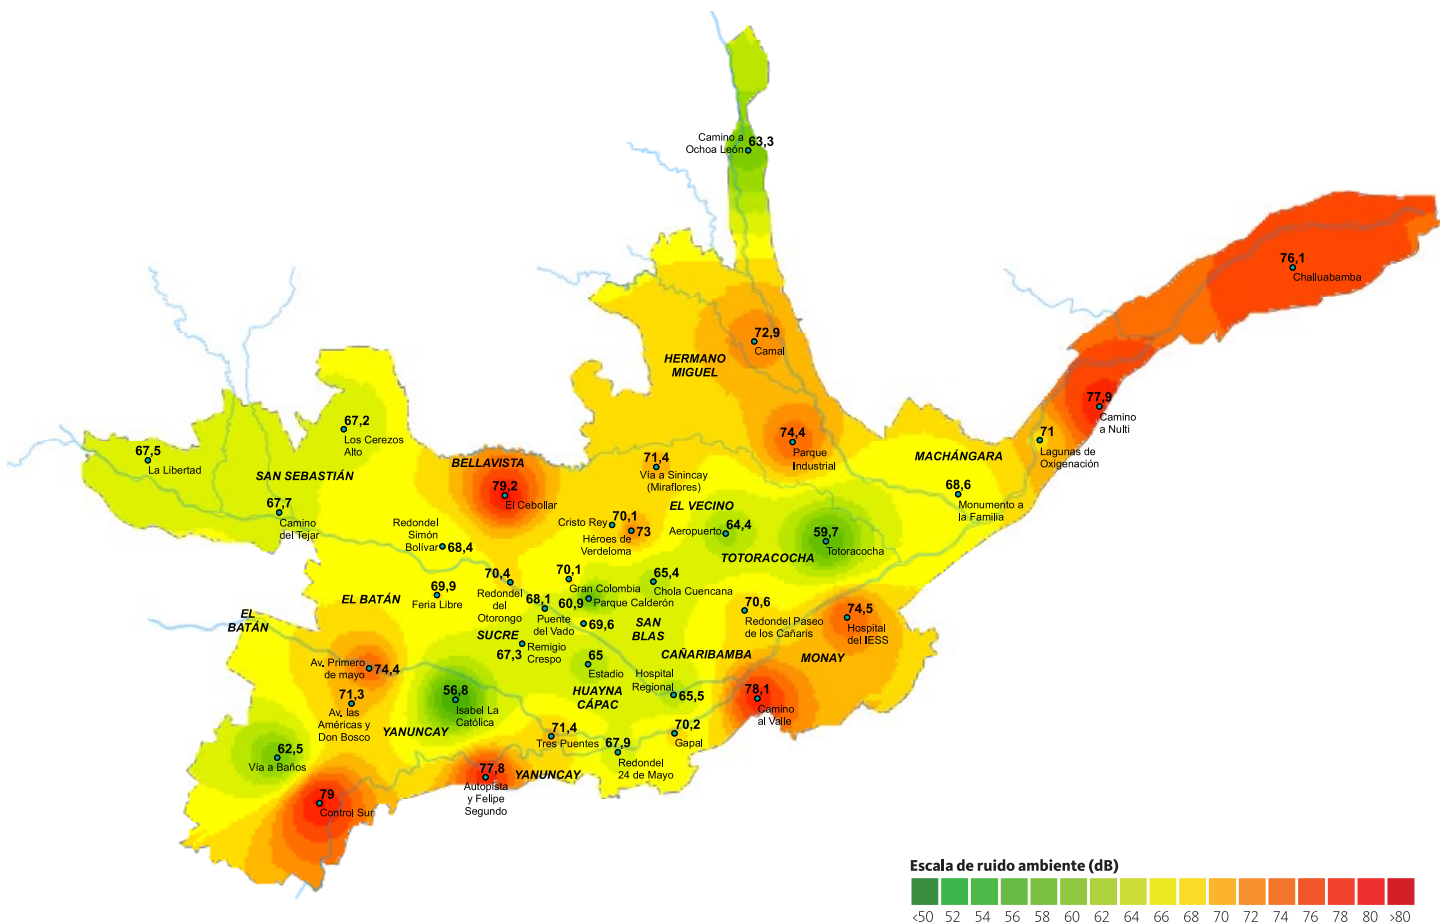 Camino a
Ochoa León
63,3
76,1
Challuabamba
72,9
Camal
HERMANO
MIGUEL
77,9
Camino
a Nulti
67,2
Los Cerezos
Alto
67,5
La Libertad
SAN SEBASTIÁN
BELLAVISTA
79,2
El Cebollar
71,4
Vía a Sinincay
(Miraflores)
74,4
Parque
Industrial
MACHÁNGARA
71
Lagunas de
Oxigenación
68,6
Monumento a
la Familia
67,7
Camino
del Tejar
Redondel
Simón
Bolívar
68,4
Cristo Rey
70,1
73
Héroes de
Verdeloma
EL VECINO
Aeropuerto
64,4
59,7
Totoracocha
TOTORACOCHA
69,9
Feria Libre
EL BATÁN
EL
BATÁN
70,4
Redondel
del
Otorongo
70,1
Gran Colombia
60,9
Parque Calderón
65,4
Chola Cuencana
68,1
Puente
del Vado
69,6
SAN
BLAS
70,6
Redondel Paseo
de los Cañaris
74,5
Hospital
del IESS
SUCRE
67,3
Remigio
Crespo
65
Estadio
CAÑARIBAMBA
MONAY
Av. Primero
de mayo
74,4
71,3
Av. las
Américas y
Don Bosco
56,8
Isabel La
Católica
HUAYNA
CÁPAC
Hospital
Regional
65,5
78,1
Camino
al Valle
YANUNCAY
71,4
Tres Puentes
67,9
Redondel
24 de Mayo
70,2
Gapal
62,5
Vía a Baños
77,8
Autopista
y Felipe
Segundo
YANUNCAY
79
Control Sur
Escala de ruido ambiente (dB)
<50 52 54 56 58 60 62 64 66 68 70 72 74 76 78 80 >80